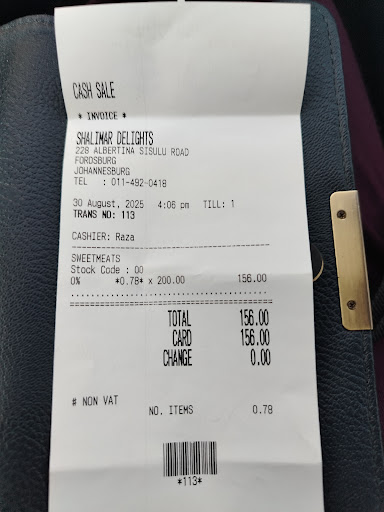 CASH SALE
* INVOICE *
SHALIMAR DELIGHTS
228 ALBERTINA SISULU ROAD
FORDSBURG
JOHANNESBURG
TEL : 011-492-0418
30 August, 2025 4:06 pm TILL: 1
TRANS NO: 113
CASHIER: Raza
SWEETMEATS
Stock Code : 00
0% *0.78* x 200.00 156.00
TOTAL 156.00
CARD 156.00
CHANGE 0.00
# NON VAT
NO. ITEMS 0.78
*113*